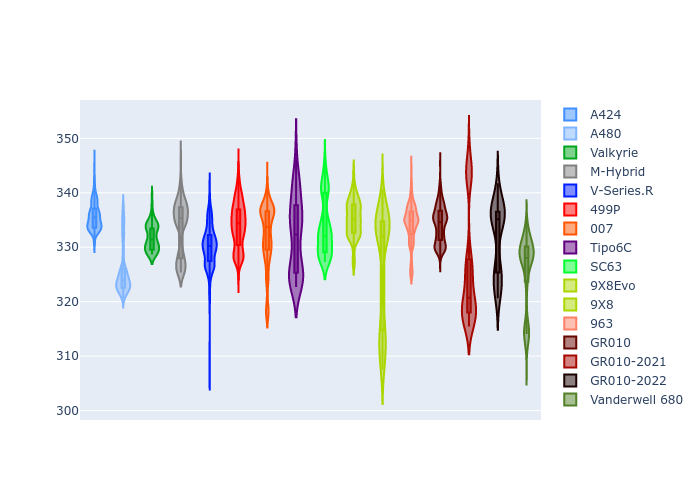 350
340
330
320
310
300
A424
A480
Valkyrie
M-Hybrid
V-Series.R
499P
007
Tipo6C
SC63
9X8Evo
9X8
963
GR010
GR010-2021
GR010-2022
Vanderwell 680